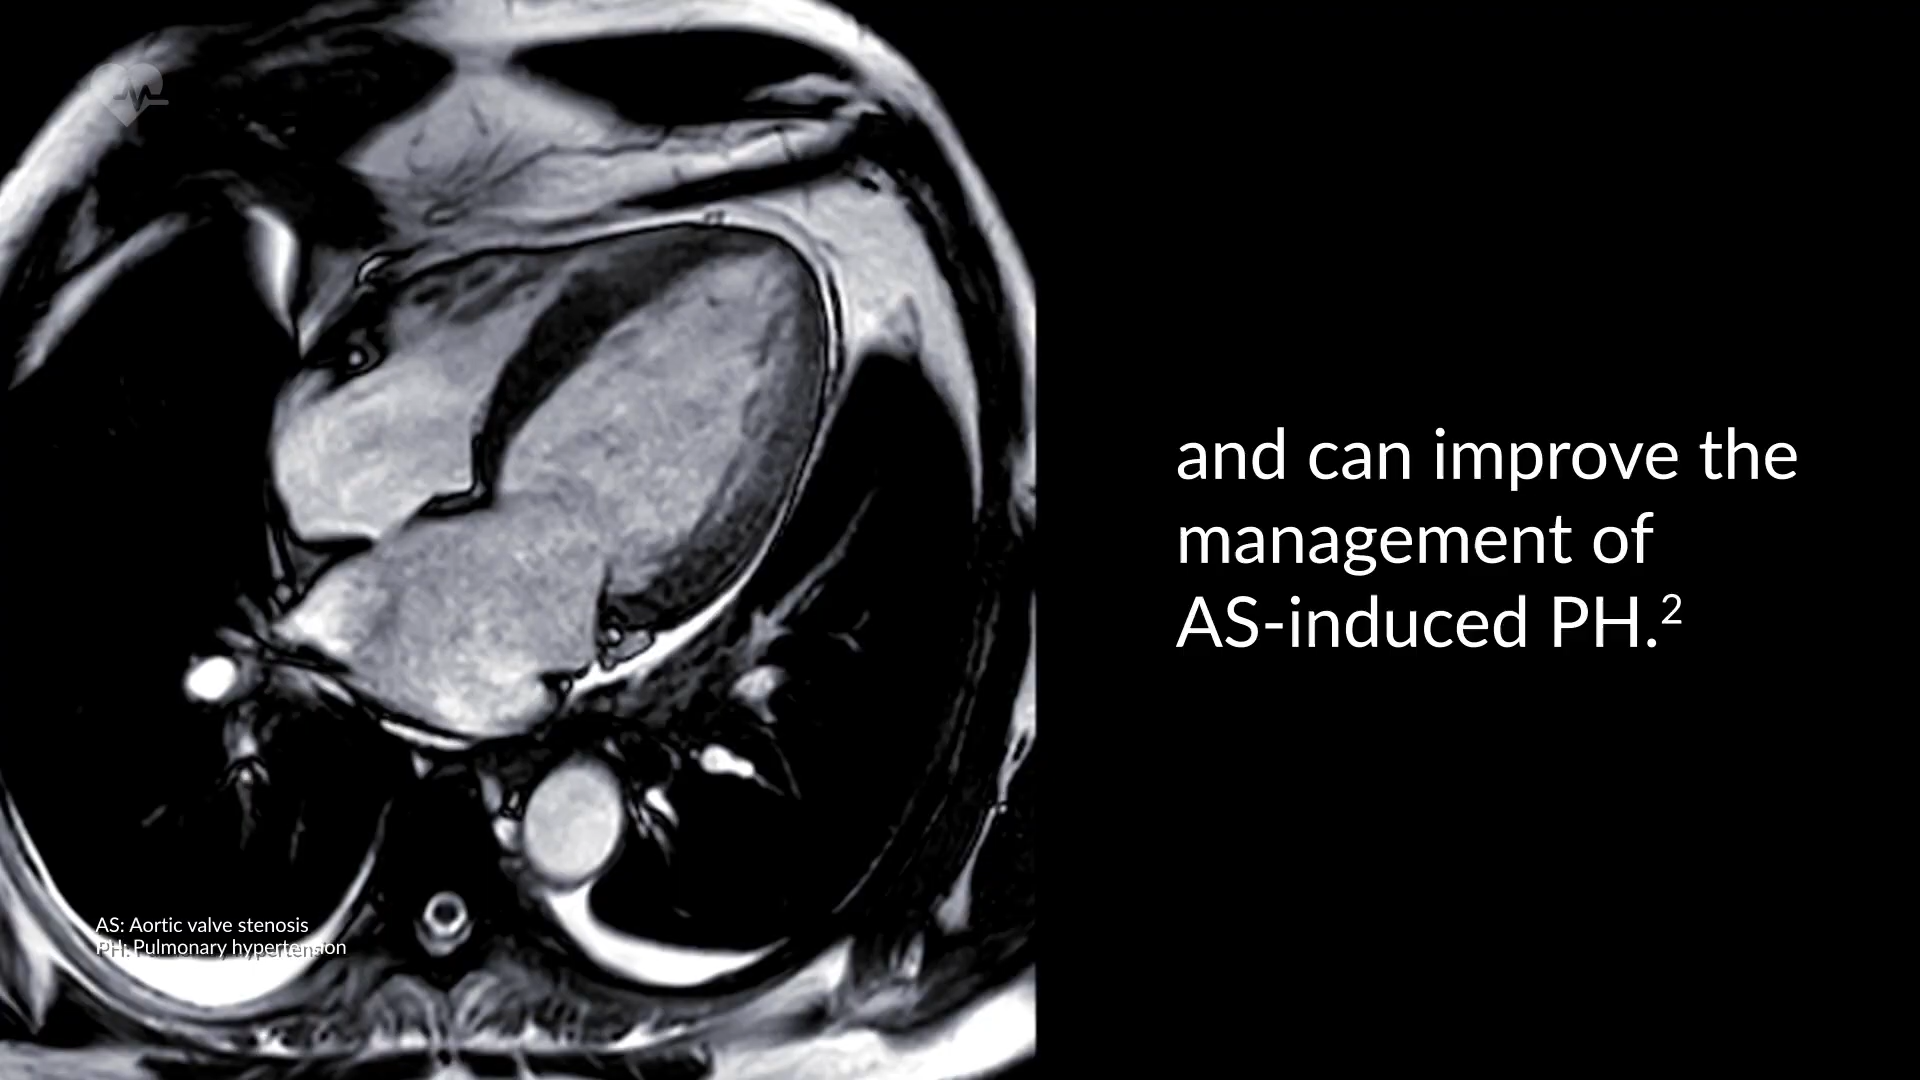 and can improve the
management of
AS-induced PH.²
AS: Aortic valve stenosis
PH: Pulmonary hypertension